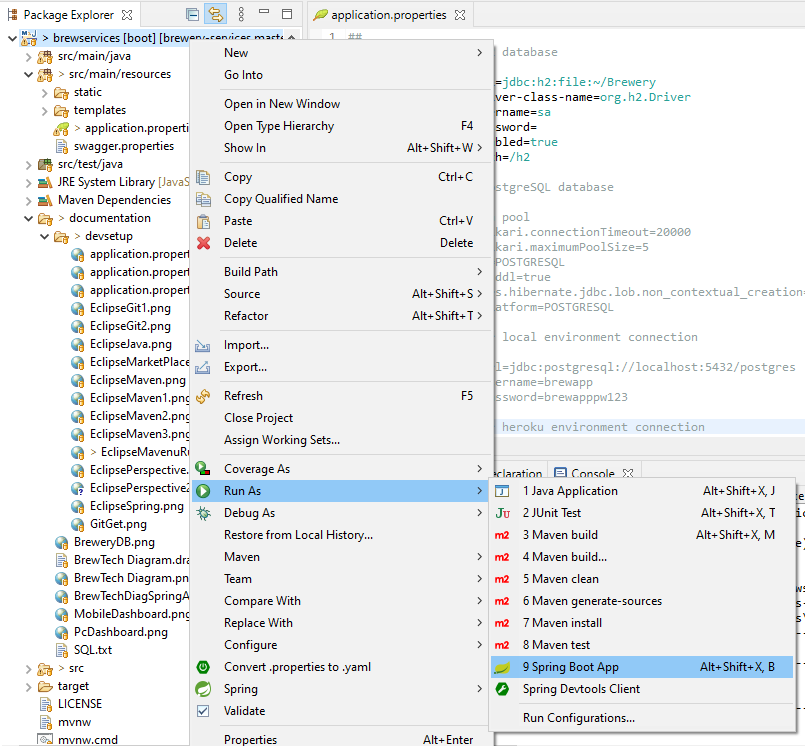 Package Explorer
application.properties
> brewservices [boot] [brewery-services master]
src/main/java
> src/main/resources
static
templates
> application.properti
swagger.properties
src/test/java
JRE System Library [JavaS
Maven Dependencies
> documentation
> devsetup
application.propert
application.propert
application.propert
EclipseGit1.png
EclipseGit2.png
EclipseJava.png
EclipseMarketPlace
EclipseMaven.png
EclipseMaven1.png
EclipseMaven2.png
EclipseMaven3.png
> EclipseMavenuRu
EclipsePerspective.
EclipsePerspective2
EclipseSpring.png
GitGet.png
BreweryDB.png
BrewTech Diagram.dra
BrewTech Diagram.pn
BrewTechDiagSpringA
MobileDashboard.png
PcDashboard.png
SQL.txt
> src
target
LICENSE
mvnw
mvnw.cmd
New >
Go Into
Open in New Window
Open Type Hierarchy F4
Show In Alt+Shift+W >
Copy Ctrl+C
Copy Qualified Name
Paste Ctrl+V
Delete Delete
Build Path >
Source Alt+Shift+S >
Refactor Alt+Shift+T >
Import...
Export...
Refresh F5
Close Project
Assign Working Sets...
Coverage As >
Run As >
Debug As >
Restore from Local History...
Maven >
Team >
Compare With >
Replace With >
Configure >
Convert .properties to .yaml
Spring >
Validate
Properties Alt+Enter
1 ##
database
=jdbc:h2:file:~/Brewery
ver-class-name=org.h2.Driver
rname=sa
sword=
bled=true
h=/h2
stgreSQL database
pool
kari.connectionTimeout=20000
kari.maximumPoolSize=5
POSTGRESQL
ddl=true
s.hibernate.jdbc.lob.non_contextual_creation=
atform=POSTGRESQL
local environment connection
l=jdbc:postgresql://localhost:5432/postgres
ername=brewapp
ssword=brewapppw123
heroku environment connection
eclaration
Console
1 Java Application Alt+Shift+X, J
2 JUnit Test Alt+Shift+X, T
3 Maven build Alt+Shift+X, M
4 Maven build...
5 Maven clean
6 Maven generate-sources
7 Maven install
8 Maven test
9 Spring Boot App Alt+Shift+X, B
Spring Devtools Client
Run Configurations...